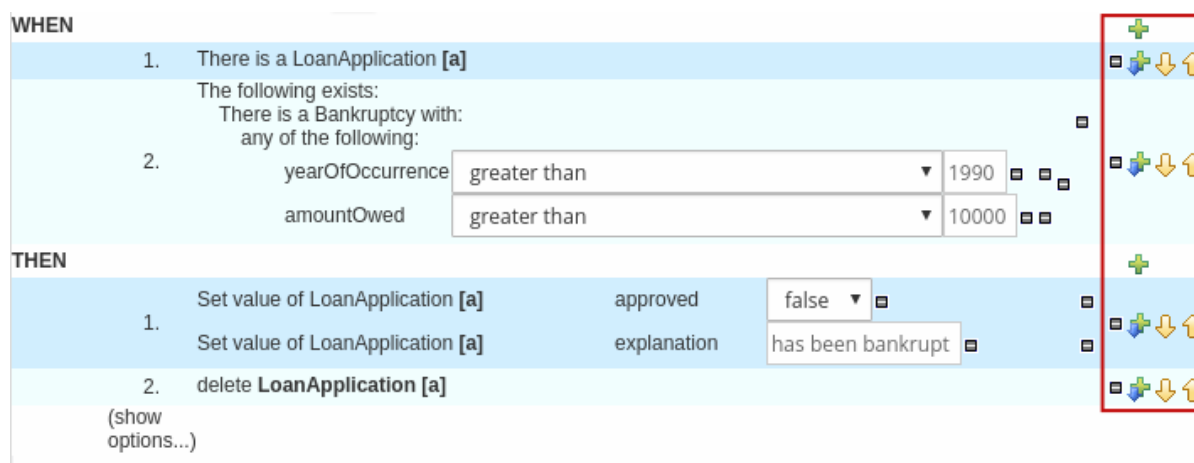 WHEN
1. There is a LoanApplication [a]
The following exists:
There is a Bankruptcy with:
any of the following:
2.
yearOfOccurrence greater than 1990
amountOwed greater than 10000
THEN
1.
Set value of LoanApplication [a] approved false
Set value of LoanApplication [a] explanation has been bankrupt
2. delete LoanApplication [a]
(show
options...)